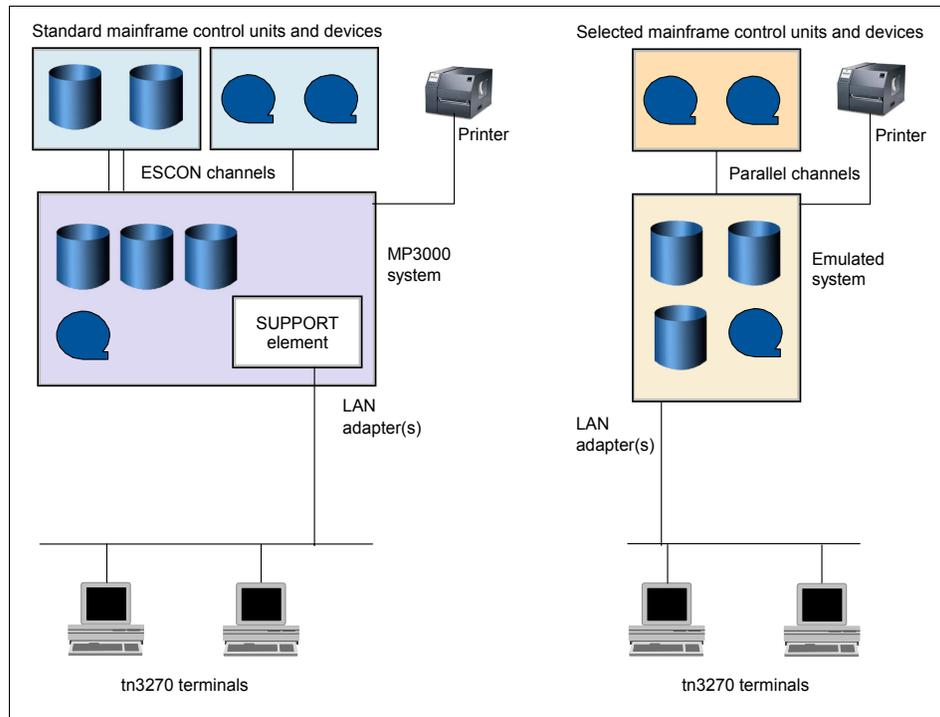 Standard mainframe control units and devices
Printer
ESCON channels
MP3000
system
SUPPORT
element
LAN
adapter(s)
tn3270 terminals
Selected mainframe control units and devices
Printer
Parallel channels
Emulated
system
LAN
adapter(s)
tn3270 terminals